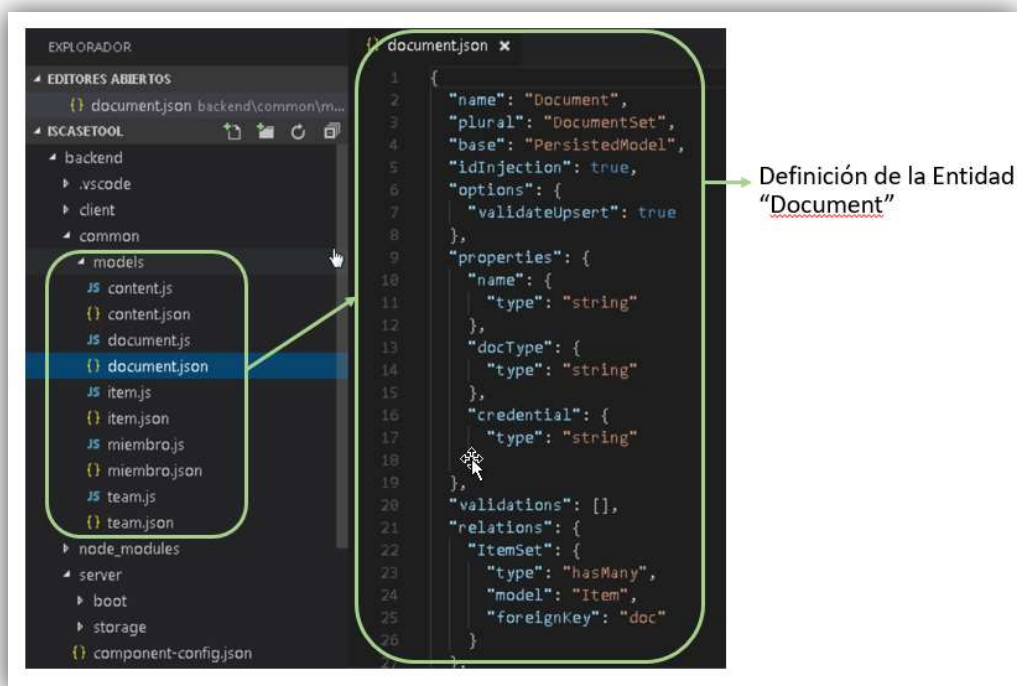 EXPLORADOR
EDITORES ABIERTOS
{} document.json backend\common\m...
ISCASETOOL
backend
.vscode
client
common
models
JS content.js
{} content.json
JS document.js
{} document.json
JS item.js
{} item.json
JS miembro.js
{} miembro.json
JS team.js
{} team.json
node_modules
server
boot
storage
{} component-config.json
{} document.json ×
1 {
2 "name": "Document",
3 "plural": "DocumentSet",
4 "base": "PersistedModel",
5 "idInjection": true,
6 "options": {
7 "validateUpsert": true
8 },
9 "properties": {
10 "name": {
11 "type": "string"
12 },
13 "docType": {
14 "type": "string"
15 },
16 "credential": {
17 "type": "string"
18
19 },
20 "validations": [],
21 "relations": {
22 "ItemSet": {
23 "type": "hasMany",
24 "model": "Item",
25 "foreignKey": "doc"
26 }
27 },
Definición de la Entidad
“Document”